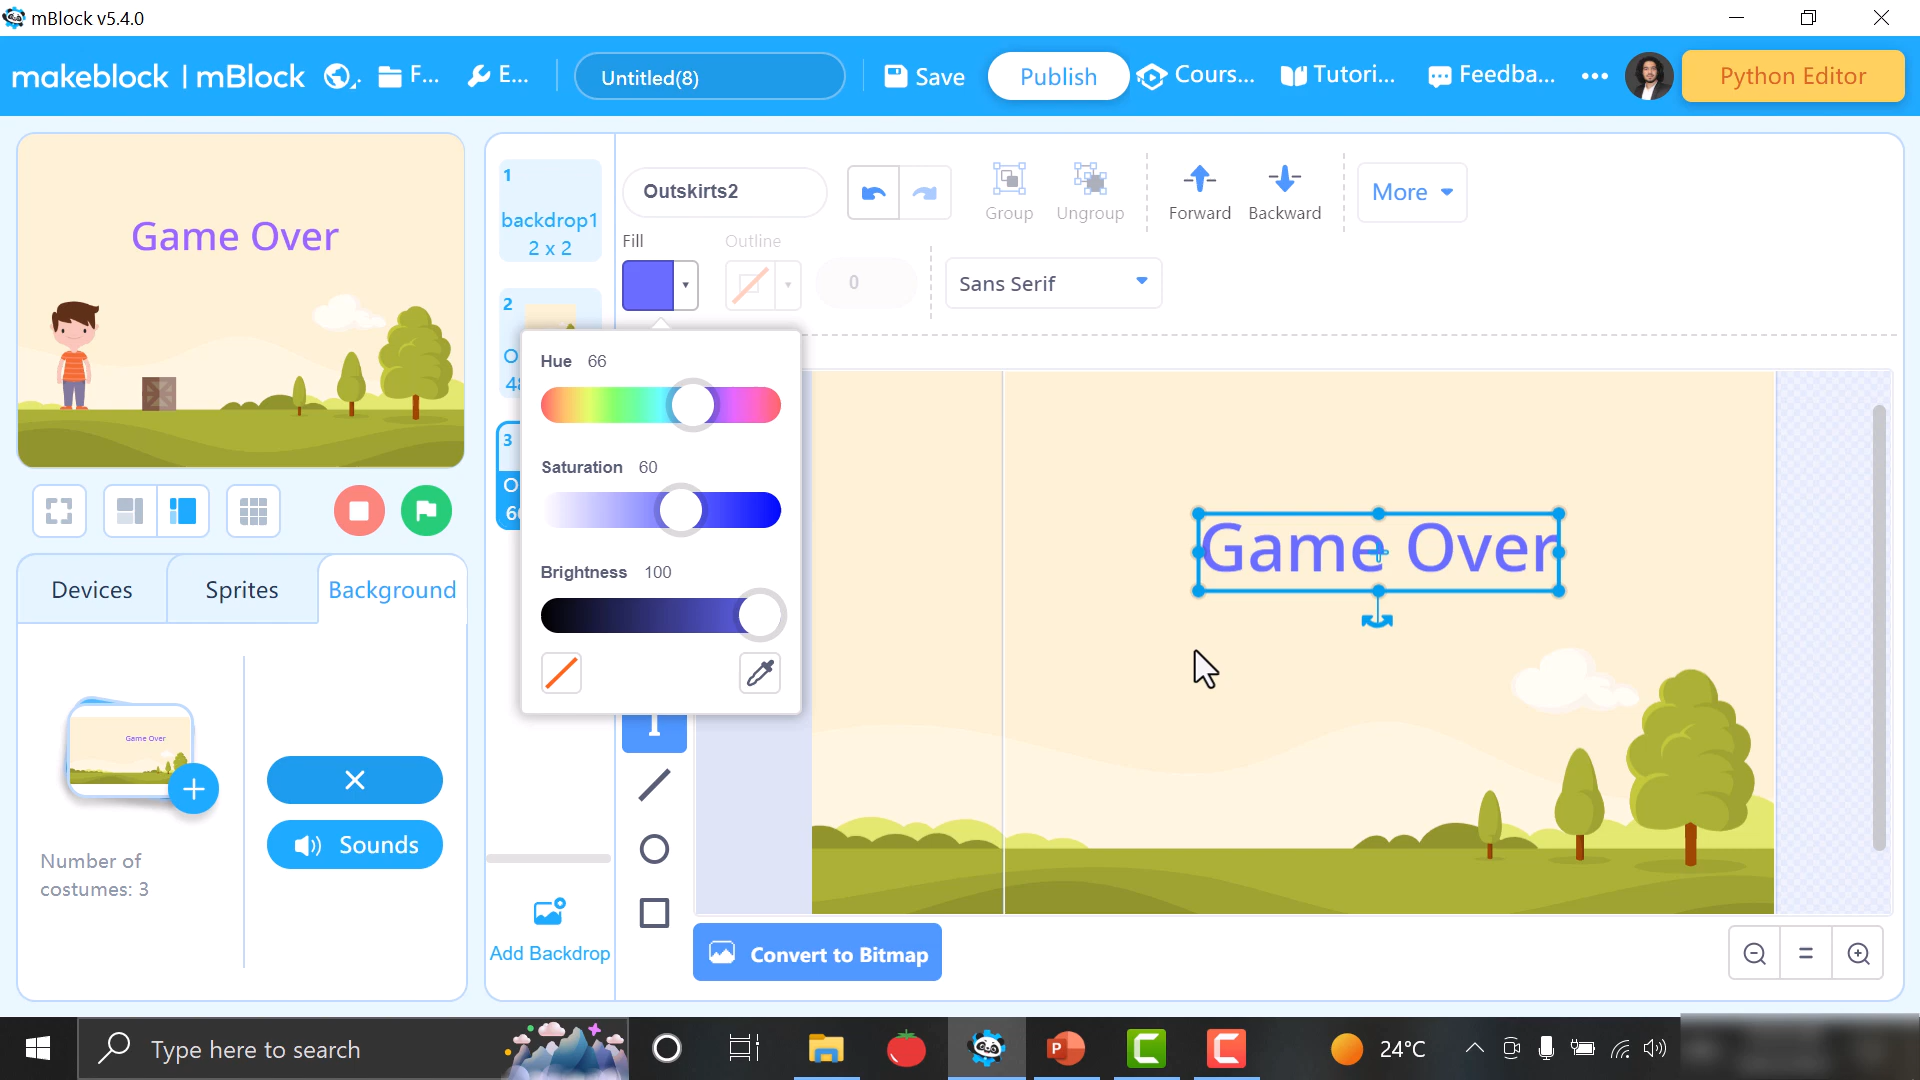 mBlock v5.4.0
makeblock | mBlock
F...
E...
Untitled(8)
Save
Publish
Cours...
Tutori...
Feedba...
Python Editor
Game Over
1
backdrop1
2 x 2
2
O
48
3
O
Outskirts2
Group
Ungroup
Forward
Backward
More
Fill
Outline
0
Sans Serif
Hue 66
Saturation 60
Brightness 100
Game Over
Devices
Sprites
Background
Game Over
Number of
costumes: 3
Sounds
Add Backdrop
Convert to Bitmap
Type here to search
24°C